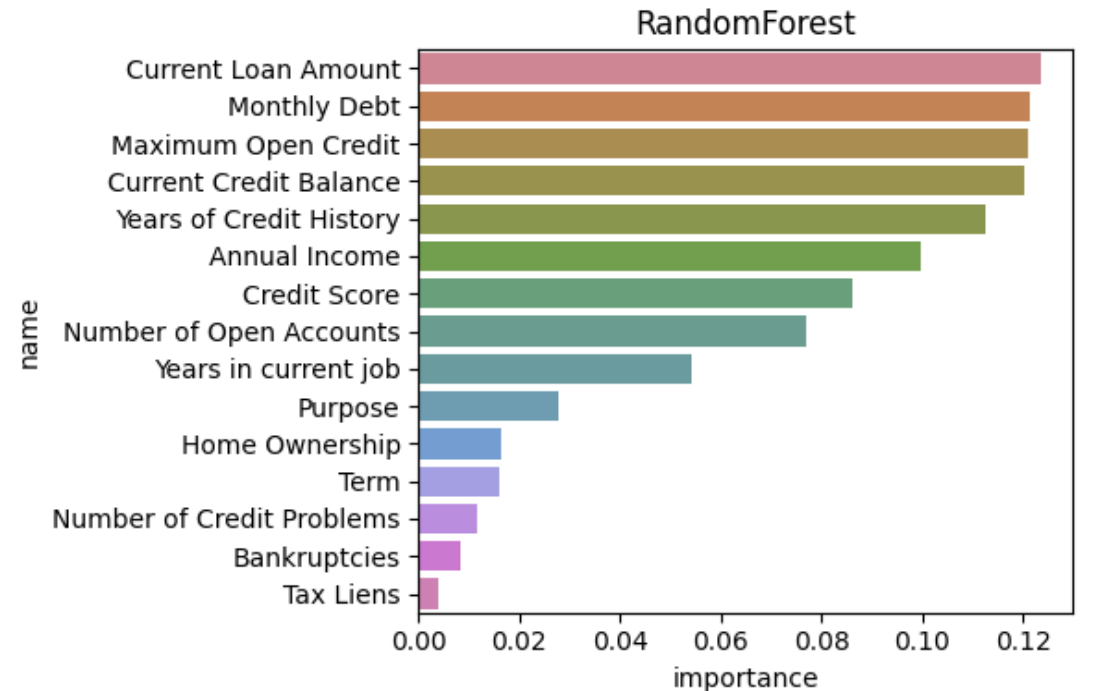 RandomForest
Current Loan Amount
Monthly Debt
Maximum Open Credit
Current Credit Balance
Years of Credit History
Annual Income
Credit Score
Number of Open Accounts
Years in current job
Purpose
Home Ownership
Term
Number of Credit Problems
Bankruptcies
Tax Liens
name
0.00 0.02 0.04 0.06 0.08 0.10 0.12
importance